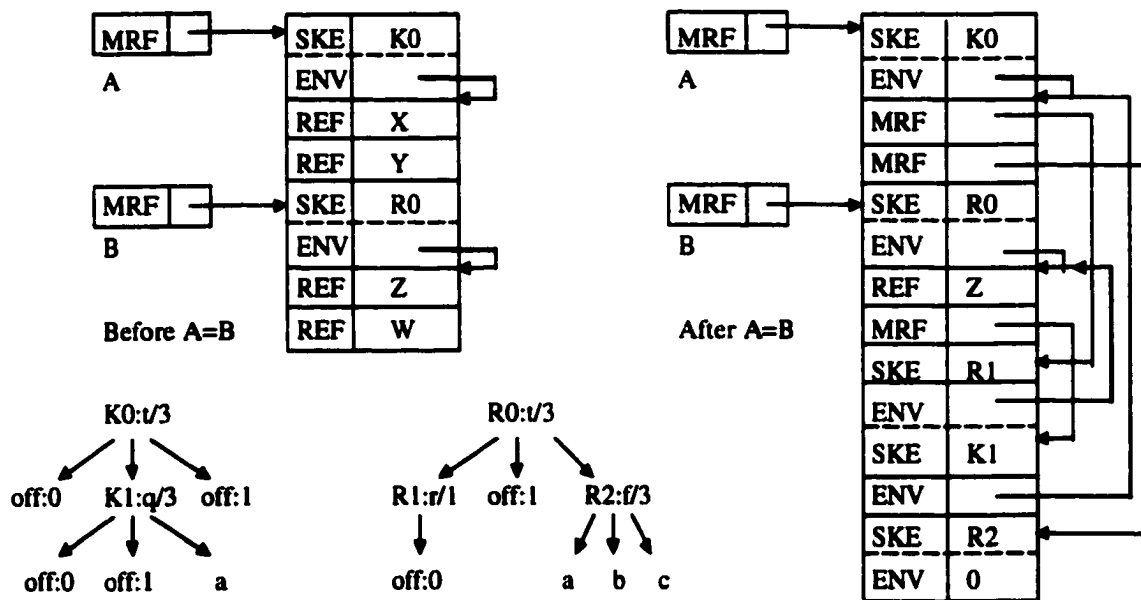 MRF
A
SKE K0
ENV
REF X
REF Y
MRF
B
SKE R0
ENV
REF Z
REF W
Before A=B
MRF
A
SKE K0
ENV
MRF
MRF
MRF
B
SKE R0
ENV
REF Z
MRF
After A=B
SKE R1
ENV
SKE K1
ENV
SKE R2
ENV 0
K0:t/3
off:0 K1:q/3 off:1
off:0 off:1 a
R0:t/3
R1:r/1 off:1 R2:f/3
off:0 a b c